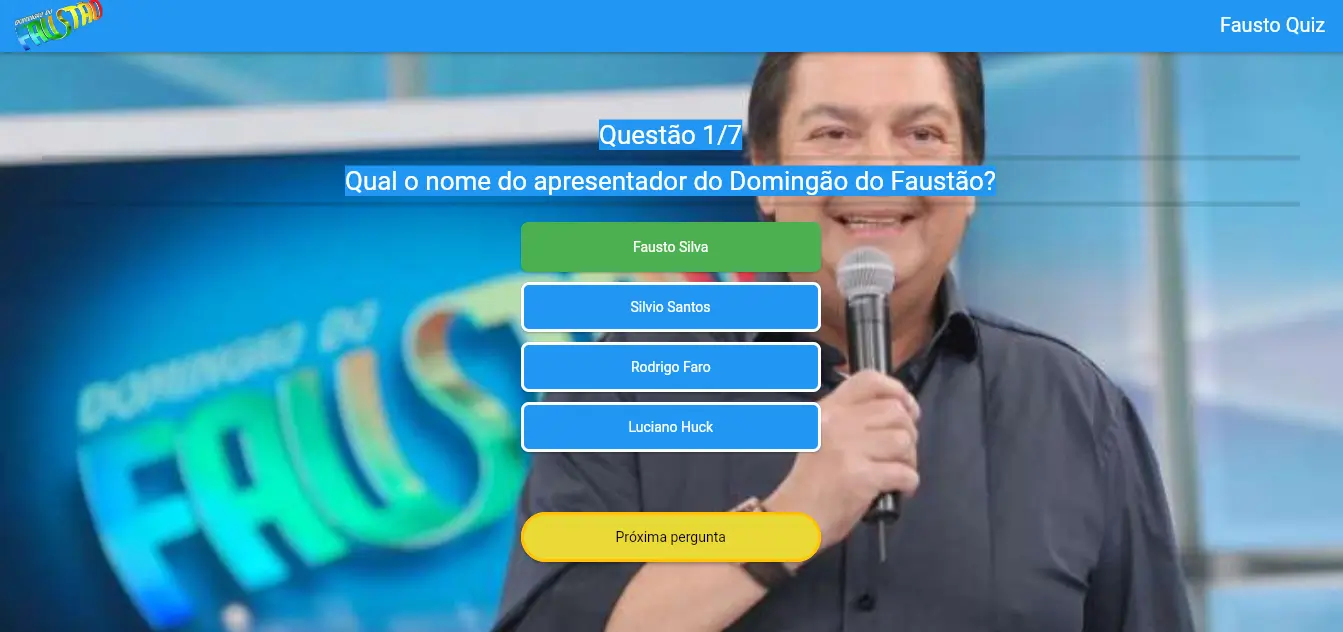 DOMINGÃO DO
FAUSTÃO
Fausto Quiz
Questão 1/7
Qual o nome do apresentador do Domingão do Faustão?
Fausto Silva
Silvio Santos
Rodrigo Faro
Luciano Huck
DOMINGÃO DO
FAUST
Próxima pergunta